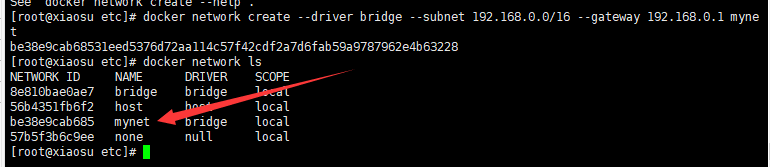 See 'docker network create --help'.
[root@xiaosu etc]# docker network create --driver bridge --subnet 192.168.0.0/16 --gateway 192.168.0.1 myne
t
be38e9cab68531eed5376d72aa114c57f42cdf2a7d6fab59a9787962e4b63228
[root@xiaosu etc]# docker network ls
NETWORK ID NAME DRIVER SCOPE
8e810bae0ae7 bridge bridge local
56b4351fb6f2 host host local
be38e9cab685 mynet bridge local
57b5f3b6c9ee none null local
[root@xiaosu etc]#